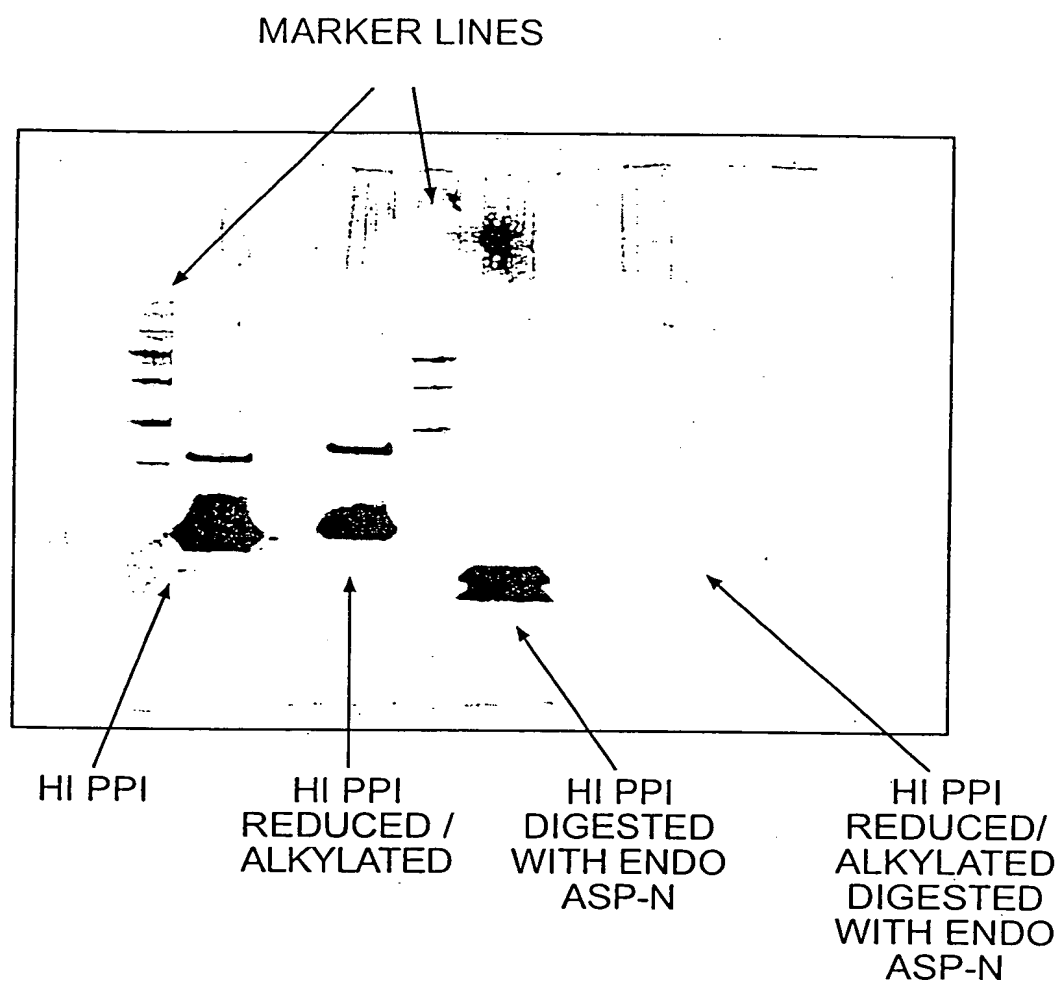 MARKER LINES
HI PPI
HI PPI
REDUCED /
ALKYLATED
HI PPI
DIGESTED
WITH ENDO
ASP-N
HI PPI
REDUCED/
ALKYLATED
DIGESTED
WITH ENDO
ASP-N